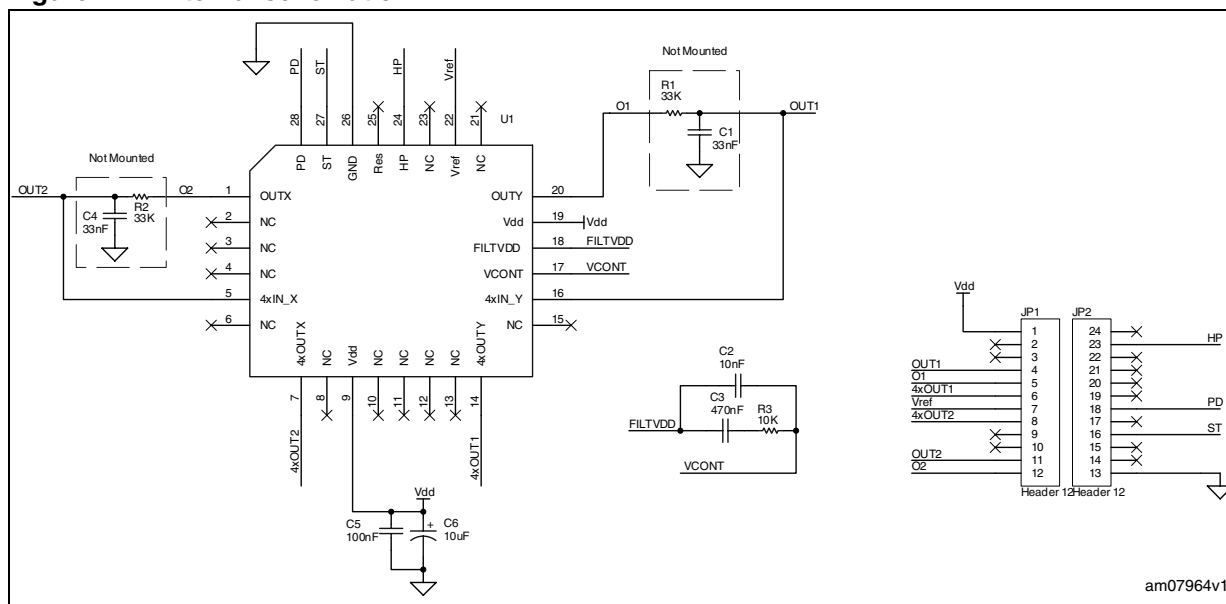 PD
ST
HP
Vref
Not Mounted
R1
33K
O1
OUT1
C1
33nF
28
27
26
25
24
23
22
21
U1
PD
ST
GND
Res
HP
NC
Vref
NC
Not Mounted
OUT2
O2
R2
33K
C4
33nF
1 OUTX
2 NC
3 NC
4 NC
5 4xIN_X
6 NC
OUTY 20
Vdd 19 Vdd
FILTVDD 18 FILTVDD
VCONT 17 VCONT
4xIN_Y 16
NC 15
4xOUTX
NC
Vdd
NC
NC
NC
NC
4xOUTY
7
8
9
10
11
12
13
14
4xOUT2
4xOUT1
Vdd
C5
100nF
+
C6
10uF
C2
10nF
C3
470nF
R3
10K
FILTVDD
VCONT
Vdd
JP1 JP2
1 24
2 23 HP
3 22
OUT1 4 21
O1 5 20
4xOUT1 6 19
Vref 7 18 PD
4xOUT2 8 17
9 16 ST
10 15
OUT2 11 14
O2 12 13
Header 12 Header 12
am07964v1